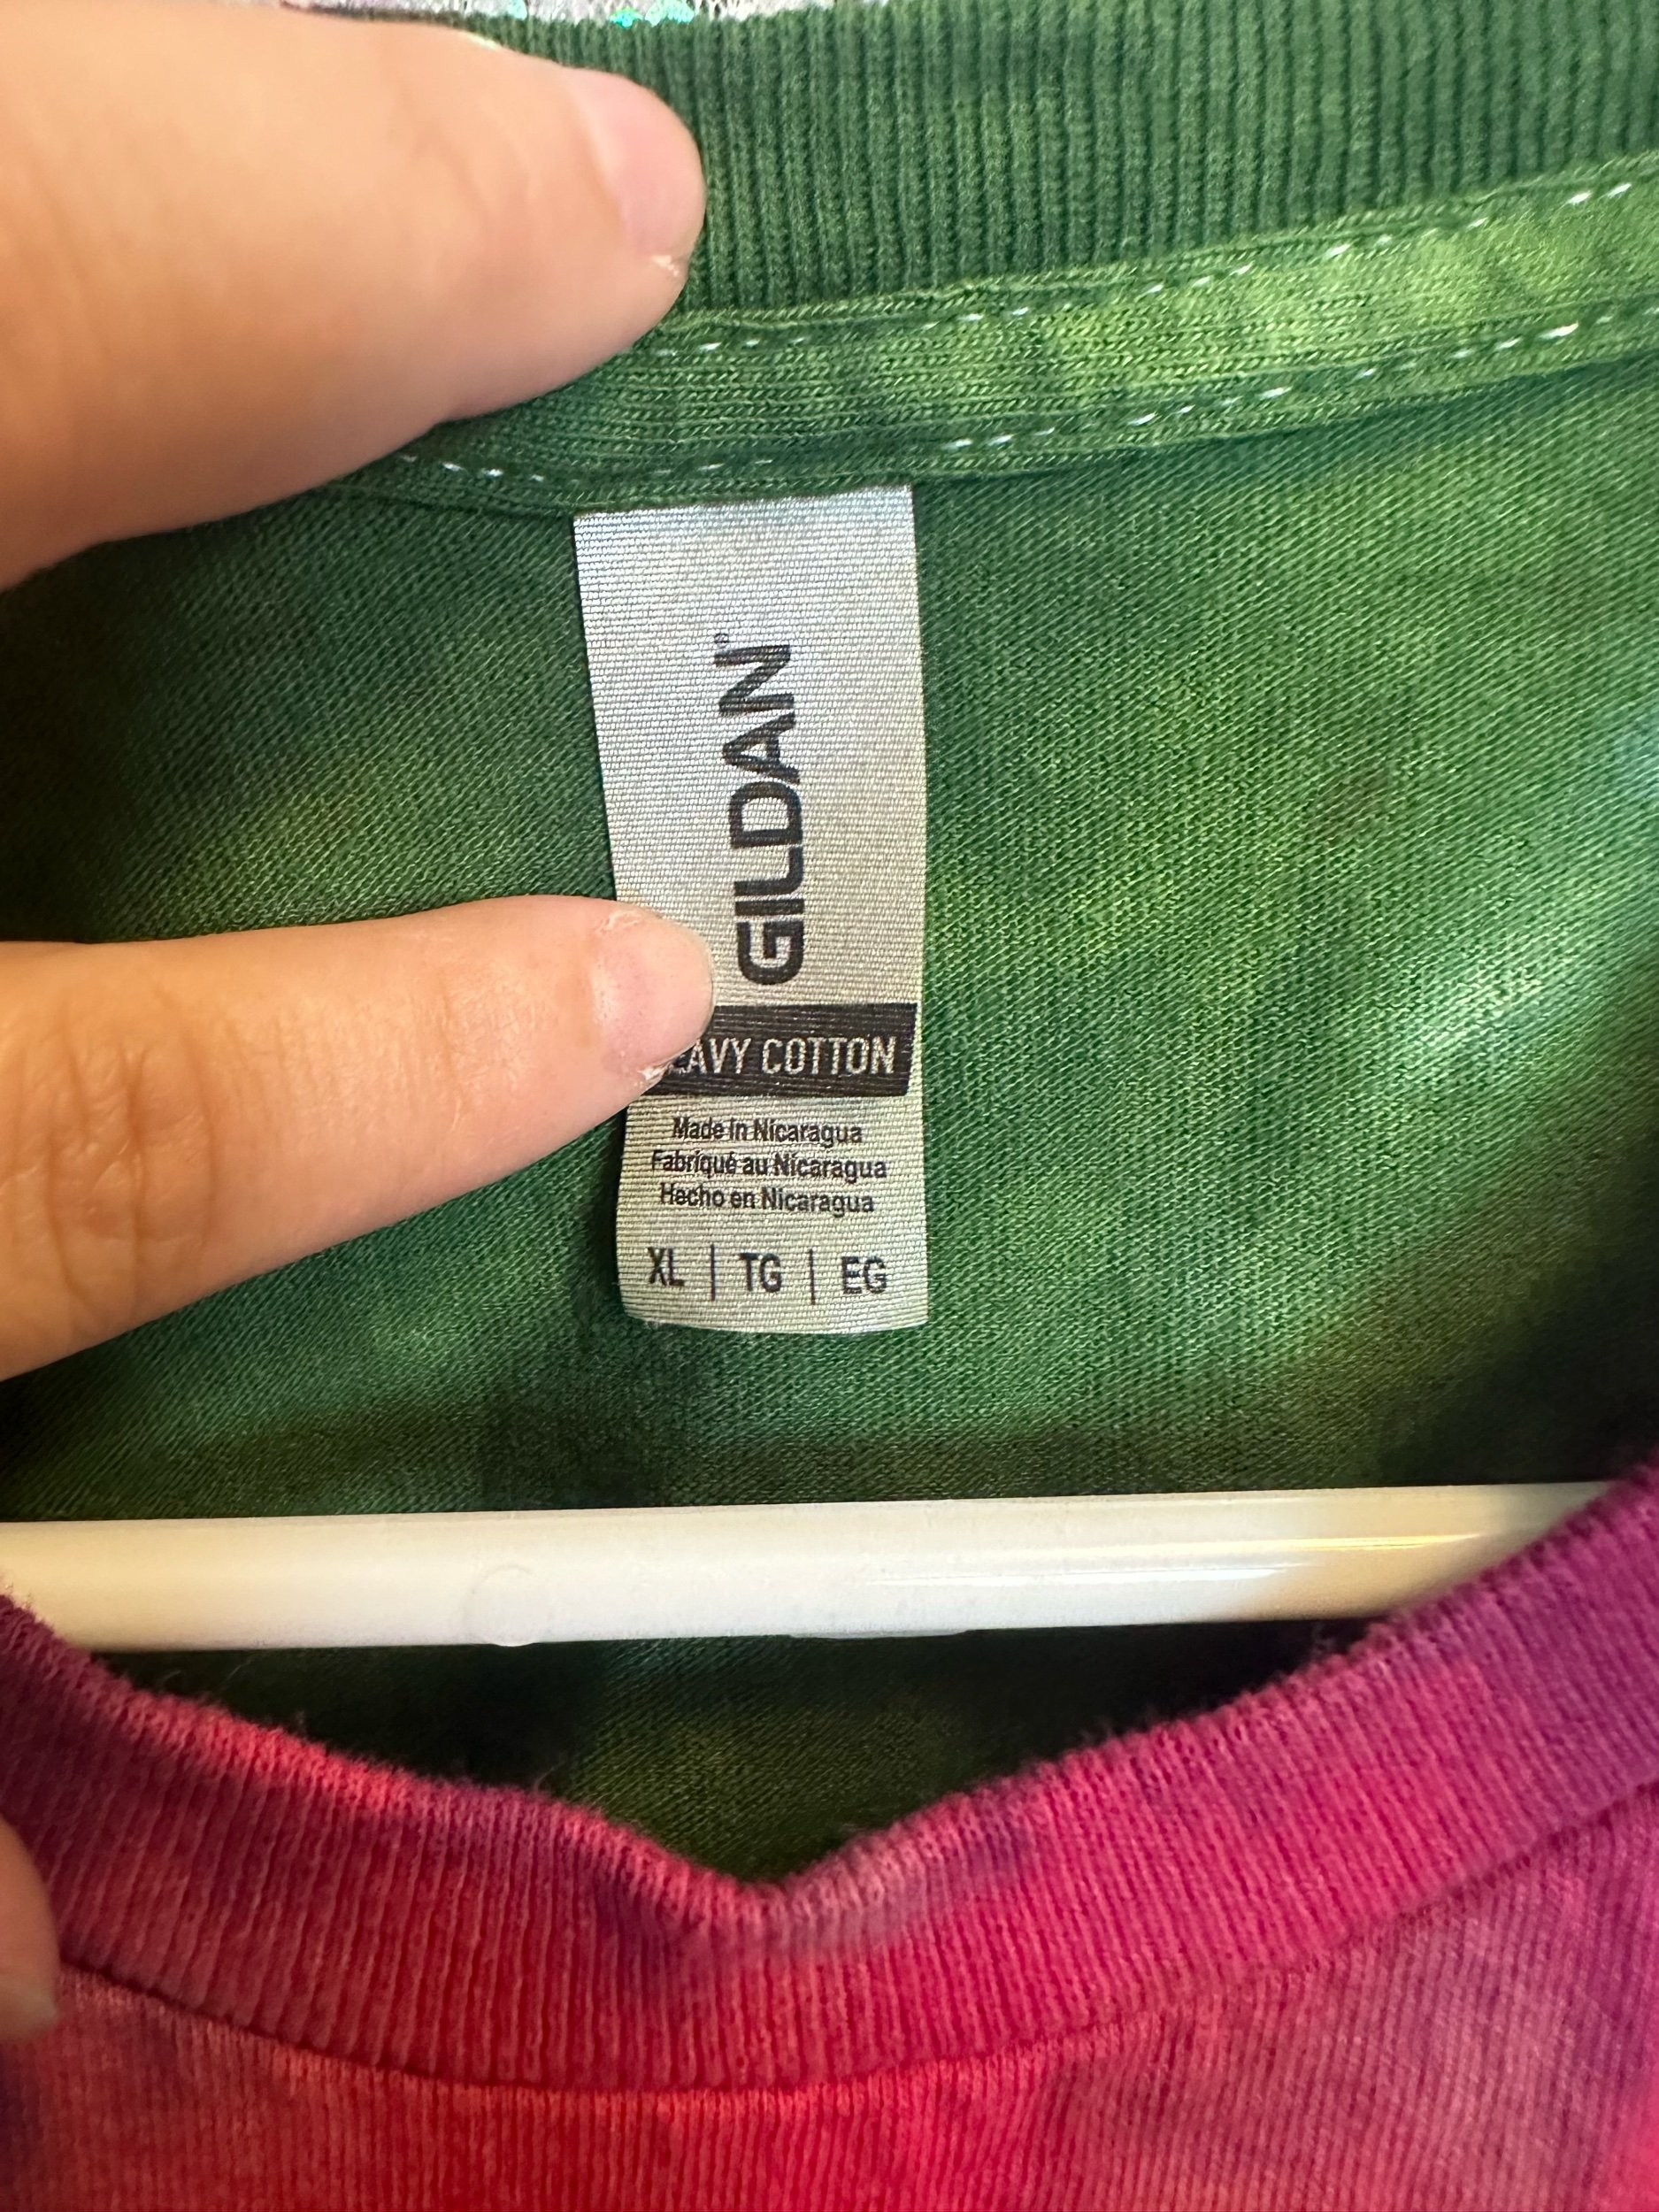 GILDAN®
AVY COTTON
Made in Nicaragua
Fabriqué au Nicaragua
Hecho en Nicaragua
XL | TG | EG